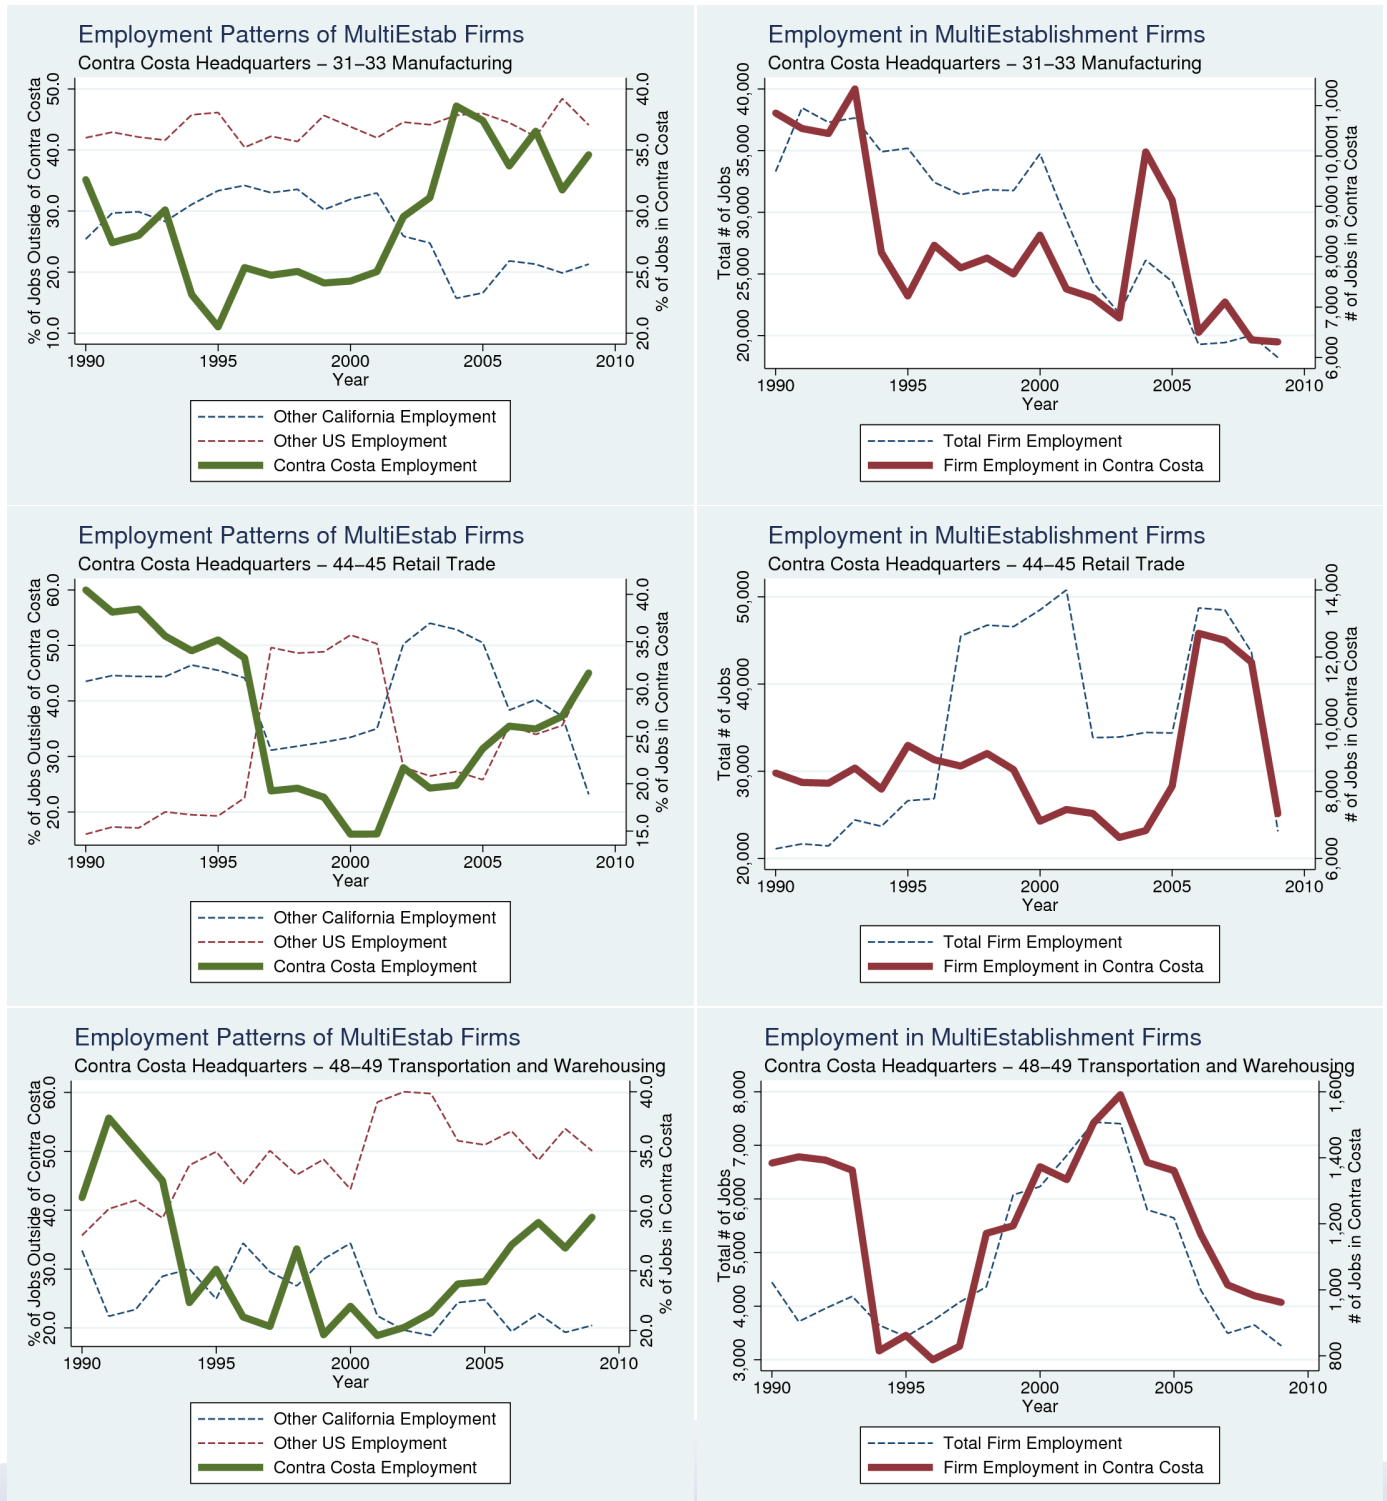 Employment Patterns of MultiEstab Firms
Contra Costa Headquarters – 31–33 Manufacturing
% of Jobs Outside of Contra Costa
10.0 20.0 30.0 40.0 50.0
% of Jobs in Contra Costa
20.0 25.0 30.0 35.0 40.0
1990 1995 2000 2005 2010
Year
Other California Employment
Other US Employment
Contra Costa Employment
Employment in MultiEstablishment Firms
Contra Costa Headquarters – 31–33 Manufacturing
Total # of Jobs
20,000 25,000 30,000 35,000 40,000
# of Jobs in Contra Costa
6,000 7,000 8,000 9,000 10,000 11,000
1990 1995 2000 2005 2010
Year
Total Firm Employment
Firm Employment in Contra Costa
Employment Patterns of MultiEstab Firms
Contra Costa Headquarters – 44–45 Retail Trade
% of Jobs Outside of Contra Costa
20.0 30.0 40.0 50.0 60.0
% of Jobs in Contra Costa
15.0 20.0 25.0 30.0 35.0 40.0
1990 1995 2000 2005 2010
Year
Other California Employment
Other US Employment
Contra Costa Employment
Employment in MultiEstablishment Firms
Contra Costa Headquarters – 44–45 Retail Trade
Total # of Jobs
20,000 30,000 40,000 50,000
# of Jobs in Contra Costa
6,000 8,000 10,000 12,000 14,000
1990 1995 2000 2005 2010
Year
Total Firm Employment
Firm Employment in Contra Costa
Employment Patterns of MultiEstab Firms
Contra Costa Headquarters – 48–49 Transportation and Warehousing
% of Jobs Outside of Contra Costa
20.0 30.0 40.0 50.0 60.0
% of Jobs in Contra Costa
20.0 25.0 30.0 35.0 40.0
1990 1995 2000 2005 2010
Year
Other California Employment
Other US Employment
Contra Costa Employment
Employment in MultiEstablishment Firms
Contra Costa Headquarters – 48–49 Transportation and Warehousing
Total # of Jobs
3,000 4,000 5,000 6,000 7,000 8,000
# of Jobs in Contra Costa
800 1,000 1,200 1,400 1,600
1990 1995 2000 2005 2010
Year
Total Firm Employment
Firm Employment in Contra Costa